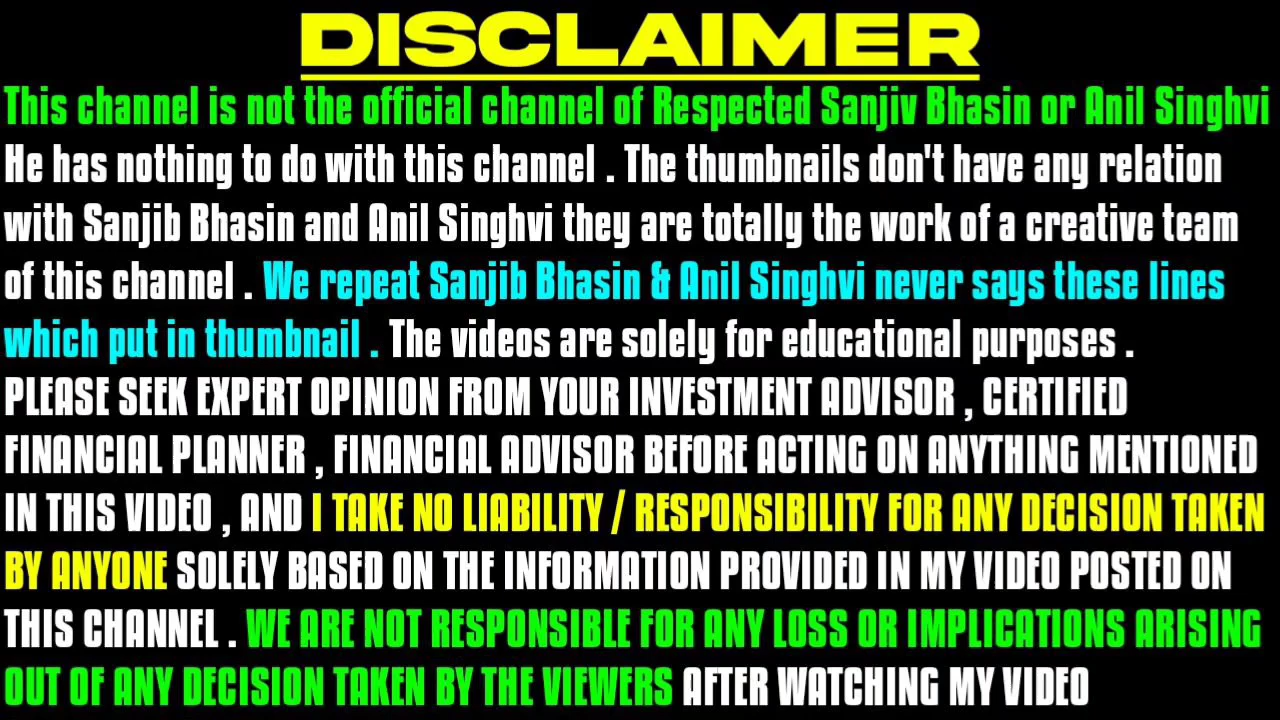 DISCLAIMER
This channel is not the official channel of Respected Sanjiv Bhasin or Anil Singhvi
He has nothing to do with this channel . The thumbnails don't have any relation
with Sanjib Bhasin and Anil Singhvi they are totally the work of a creative team
of this channel . We repeat Sanjib Bhasin & Anil Singhvi never says these lines
which put in thumbnail . The videos are solely for educational purposes .
PLEASE SEEK EXPERT OPINION FROM YOUR INVESTMENT ADVISOR , CERTIFIED
FINANCIAL PLANNER , FINANCIAL ADVISOR BEFORE ACTING ON ANYTHING MENTIONED
IN THIS VIDEO , AND I TAKE NO LIABILITY / RESPONSIBILITY FOR ANY DECISION TAKEN
BY ANYONE SOLELY BASED ON THE INFORMATION PROVIDED IN MY VIDEO POSTED ON
THIS CHANNEL . WE ARE NOT RESPONSIBLE FOR ANY LOSS OR IMPLICATIONS ARISING
OUT OF ANY DECISION TAKEN BY THE VIEWERS AFTER WATCHING MY VIDEO